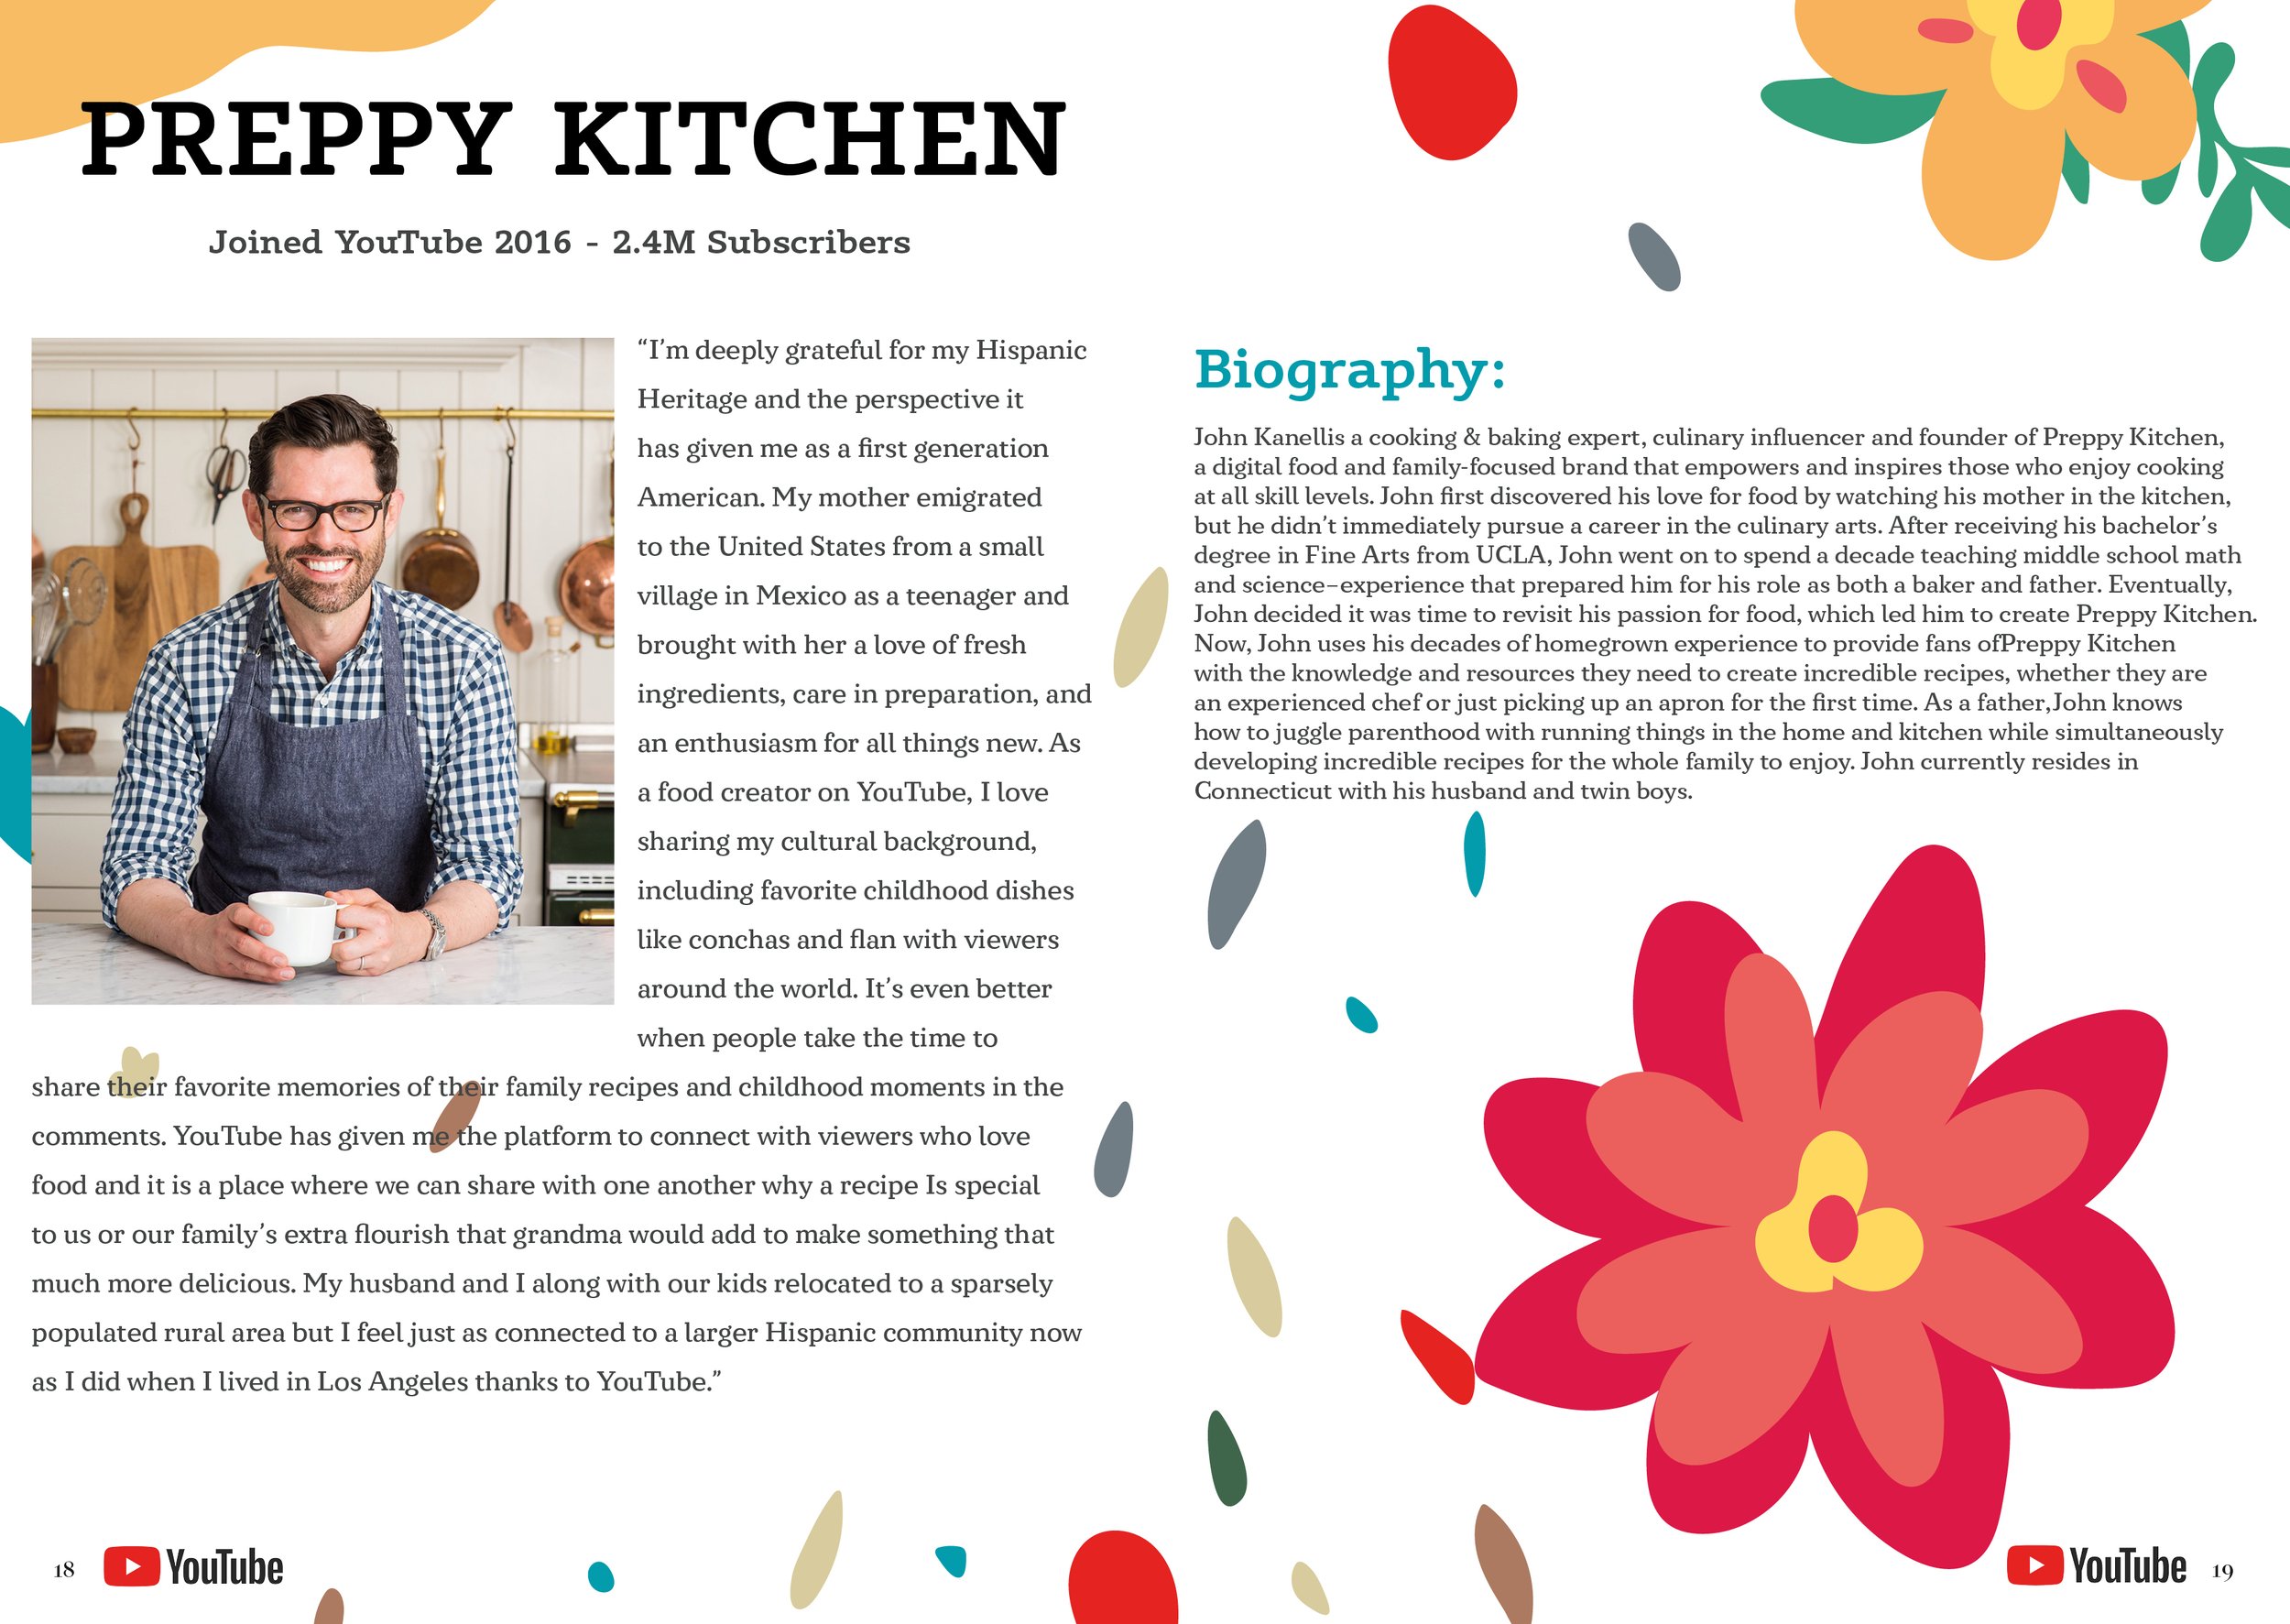 PREPPY KITCHEN
Joined YouTube 2016 - 2.4M Subscribers
“I’m deeply grateful for my Hispanic
Heritage and the perspective it
has given me as a first generation
American. My mother emigrated
to the United States from a small
village in Mexico as a teenager and
brought with her a love of fresh
ingredients, care in preparation, and
an enthusiasm for all things new. As
a food creator on YouTube, I love
sharing my cultural background,
including favorite childhood dishes
like conchas and flan with viewers
around the world. It’s even better
when people take the time to
share their favorite memories of their family recipes and childhood moments in the
comments. YouTube has given me the platform to connect with viewers who love
food and it is a place where we can share with one another why a recipe Is special
to us or our family’s extra flourish that grandma would add to make something that
much more delicious. My husband and I along with our kids relocated to a sparsely
populated rural area but I feel just as connected to a larger Hispanic community now
as I did when I lived in Los Angeles thanks to YouTube.”
18 YouTube
Biography:
John Kanellis a cooking & baking expert, culinary influencer and founder of Preppy Kitchen,
a digital food and family-focused brand that empowers and inspires those who enjoy cooking
at all skill levels. John first discovered his love for food by watching his mother in the kitchen,
but he didn’t immediately pursue a career in the culinary arts. After receiving his bachelor’s
degree in Fine Arts from UCLA, John went on to spend a decade teaching middle school math
and science–experience that prepared him for his role as both a baker and father. Eventually,
John decided it was time to revisit his passion for food, which led him to create Preppy Kitchen.
Now, John uses his decades of homegrown experience to provide fans ofPreppy Kitchen
with the knowledge and resources they need to create incredible recipes, whether they are
an experienced chef or just picking up an apron for the first time. As a father,John knows
how to juggle parenthood with running things in the home and kitchen while simultaneously
developing incredible recipes for the whole family to enjoy. John currently resides in
Connecticut with his husband and twin boys.
YouTube 19